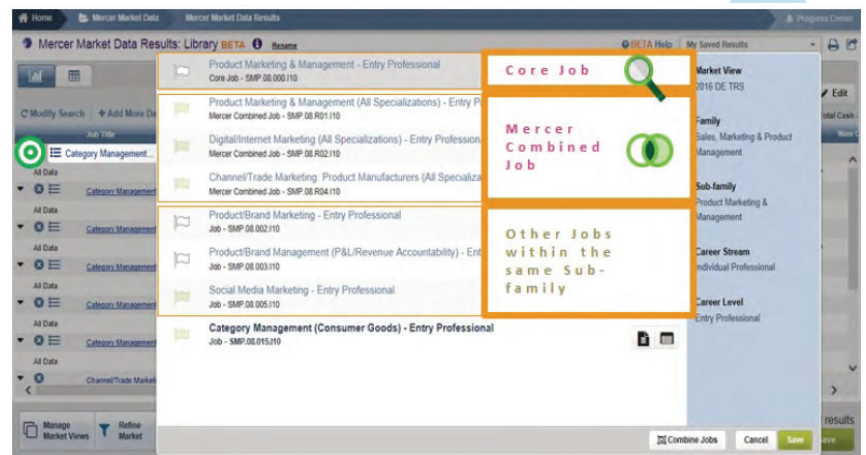 Home
Mercer Market Data
Mercer Market Data Results
Progress Center
Mercer Market Data Results: Library BETA
Rename
BETA Help
My Saved Results
Modify Search
+ Add More De
Edit
otal Cash
Job Title
Category Management...
All Data
Category Management
All Data
Category Management
All Data
Category Management
All Data
Category Management
All Data
Category Management
All Data
Channel/Trade Market
Product Marketing & Management - Entry Professional
Core Job - SMP.08.000.I10
Product Marketing & Management (All Specializations) - Entry P
Mercer Combined Job - SMP.08.R01.I10
Digital/Internet Marketing (All Specializations) - Entry Profession
Mercer Combined Job - SMP.08.R02.I10
Channel/Trade Marketing: Product Manufacturers (All Specializa
Mercer Combined Job - SMP.08.R04.I10
Product/Brand Marketing - Entry Professional
Job - SMP.08.002.I10
Product/Brand Management (P&L/Revenue Accountability) - Ent
Job - SMP.08.003.I10
Social Media Marketing - Entry Professional
Job - SMP.08.005.I10
Category Management (Consumer Goods) - Entry Professional
Job - SMP.08.015.I10
Core Job
Mercer
Combined
Job
Other Jobs
within the
same Sub-
family
Market View
2016 DE TRS
Family
Sales, Marketing & Product
Management
Sub-family
Product Marketing &
Management
Career Stream
Individual Professional
Career Level
Entry Professional
Manage
Market Views
Refine
Market
Combine Jobs
Cancel
Save
results
ave